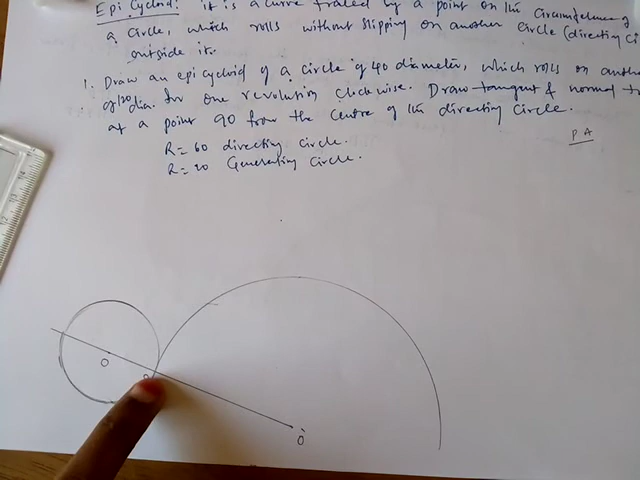 Epi Cycloid: it is a curve traced by a point on the Circumference of
a circle, which rolls without slipping on another circle (directing Ci
outside it.
1. Draw an epicycloid of a circle of 40 diameter, which rolls on anoth
of 120 dia. for one revolution clockwise. Draw tangent & normal to
at a point 90 from the centre of the directing Circle.
R = 60 directing circle.
R = 20 Generating Circle.
P A
O
O'